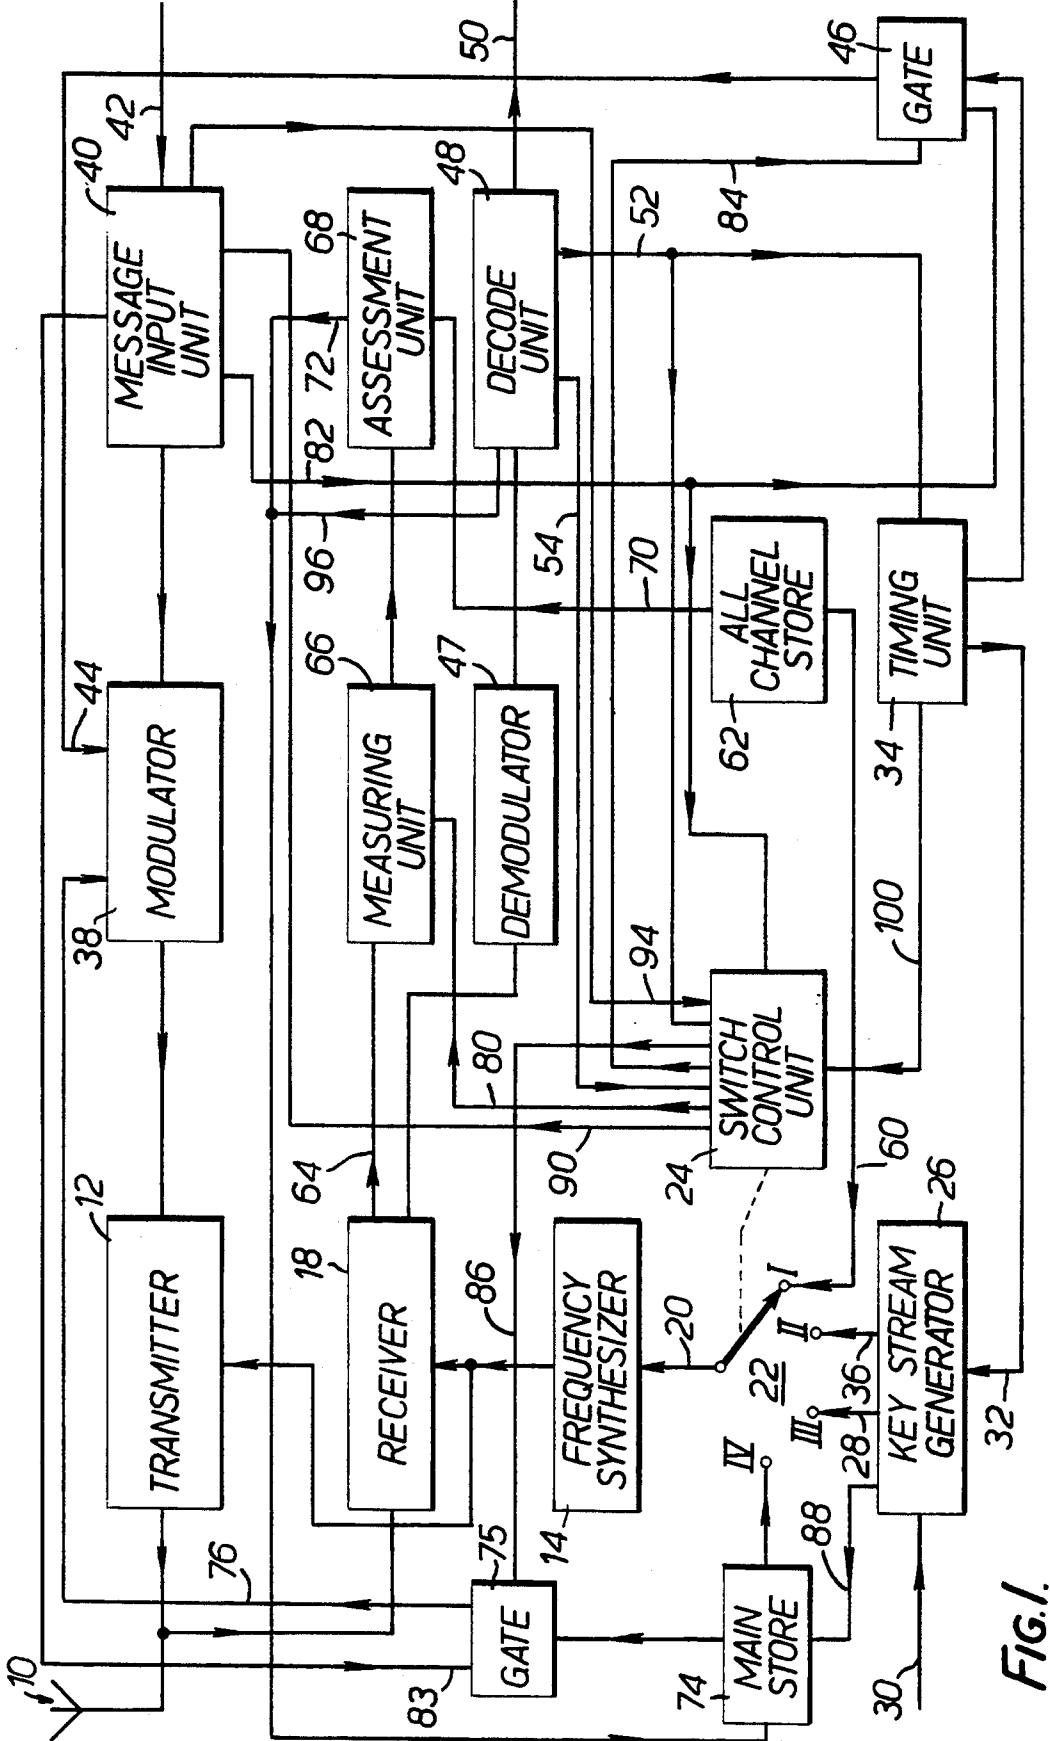 10
12
TRANSMITTER
38
MODULATOR
44
40
MESSAGE
INPUT
UNIT
42
76
18
RECEIVER
64
66
MEASURING
UNIT
96
82
72
68
ASSESSMENT
UNIT
50
83
75
GATE
86
14
FREQUENCY
SYNTHESIZER
90
80
47
DEMODULATOR
54
48
DECODE
UNIT
52
94
70
84
46
GATE
74
MAIN
STORE
IV
III
II
I
20
22
24
SWITCH
CONTROL
UNIT
62
ALL
CHANNEL
STORE
88
28
36
60
100
30
KEY STREAM
GENERATOR
26
32
34
TIMING
UNIT
FIG.1.